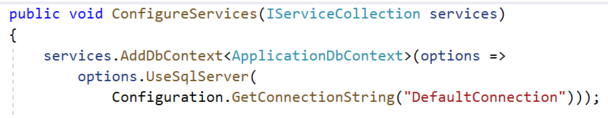 public void ConfigureServices(IServiceCollection services)
{
services.AddDbContext<ApplicationDbContext>(options =>
options.UseSqlServer(
Configuration.GetConnectionString("DefaultConnection")));